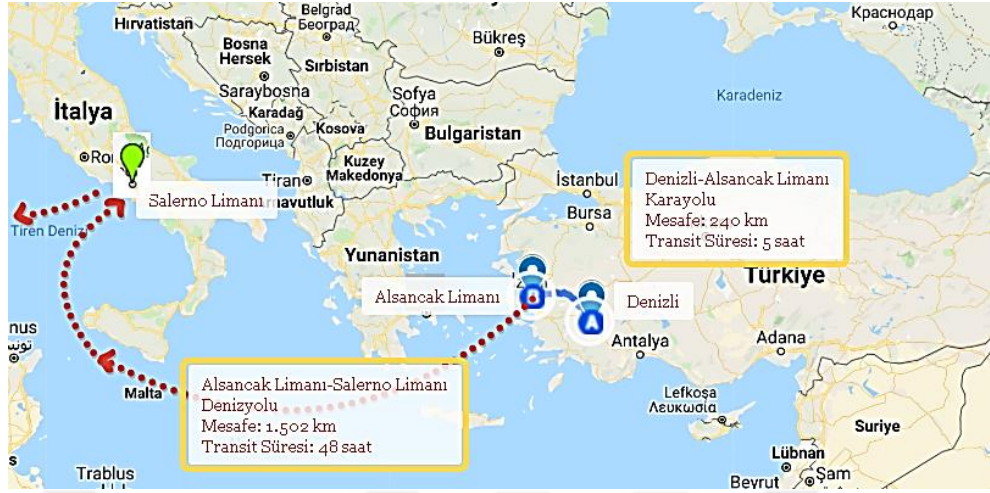 Belgrad
Београд
Краснодар
Hırvatistan
Bosna
Hersek
Sırbistan
Bükreş
Saraybosna
Karadağ
Podgorica
Подгорица
Kosova
Sofya
София
Bulgaristan
Karadeniz
İtalya
Kuzey
Makedonya
Tiran
Salerno Limanı
İstanbul
Bursa
Denizli-Alsancak Limanı
Karayolu
Mesafe: 240 km
Transit Süresi: 5 saat
Tiren Denizi
Yunanistan
Türkiye
Alsancak Limanı
A
Denizli
Antalya
Adana
Alsancak Limanı-Salerno Limanı
Denizyolu
Mesafe: 1.502 km
Transit Süresi: 48 saat
Malta
Lefkoşa
Λευκωσία
Suriye
Lübnan
Beyrut
Şam
Trablus